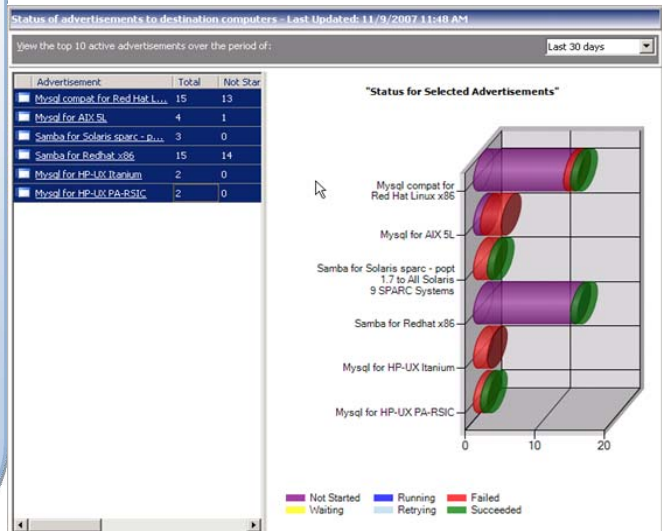 Status of advertisements to destination computers - Last Updated: 11/9/2007 11:48 AM
View the top 10 active advertisements over the period of:
Last 30 days
Advertisement Total Not Star
Mysql compat for Red Hat L... 15 13
Mysql for AIX 5L 4 1
Samba for Solaris sparc - p... 3 0
Samba for Redhat x86 15 14
Mysql for HP-UX Itanium 2 0
Mysql for HP-UX PA-RSIC 2 0
"Status for Selected Advertisements"
Mysql compat for
Red Hat Linux x86
Mysql for AIX 5L
Samba for Solaris sparc - popt
1.7 to All Solaris
9 SPARC Systems
Samba for Redhat x86
Mysql for HP-UX Itanium
Mysql for HP-UX PA-RSIC
0 10 20
Not Started Running Failed
Waiting Retrying Succeeded